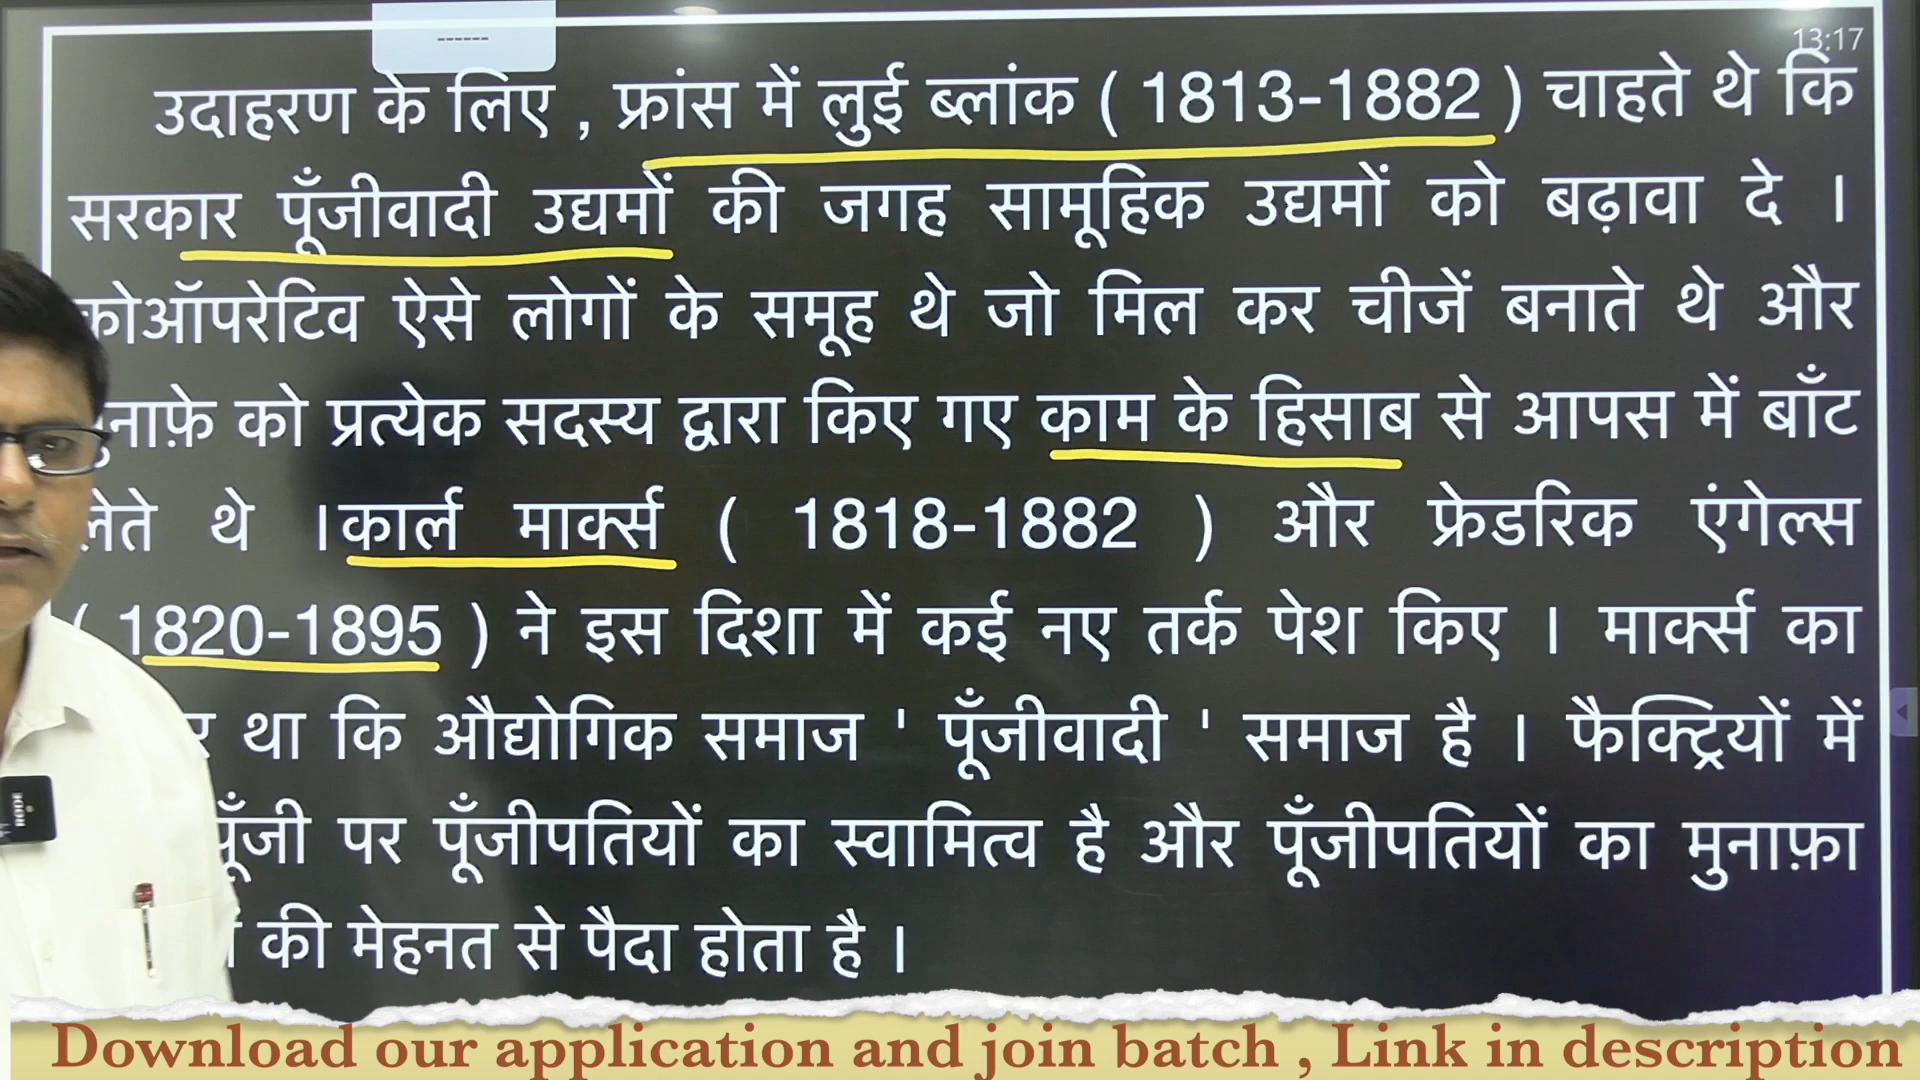 ------
13:17
उदाहरण के लिए , फ्रांस में लुई ब्लांक ( 1813-1882 ) चाहते थे कि
सरकार पूँजीवादी उद्यमों की जगह सामूहिक उद्यमों को बढ़ावा दे ।
कोऑपरेटिव ऐसे लोगों के समूह थे जो मिल कर चीजें बनाते थे और
को प्रत्येक सदस्य द्वारा किए गए काम के हिसाब से आपस में बाँट
लेते थे ।कार्ल मार्क्स ( 1818-1882 ) और फ्रेडरिक एंगेल्स
( 1820-1895 ) ने इस दिशा में कई नए तर्क पेश किए । मार्क्स का
था कि औद्योगिक समाज ' पूँजीवादी ' समाज है । फैक्ट्रियों में
पूँजी पर पूँजीपतियों का स्वामित्व है और पूँजीपतियों का मुनाफ़ा
की मेहनत से पैदा होता है ।
RODE
Download our application and join batch , Link in description